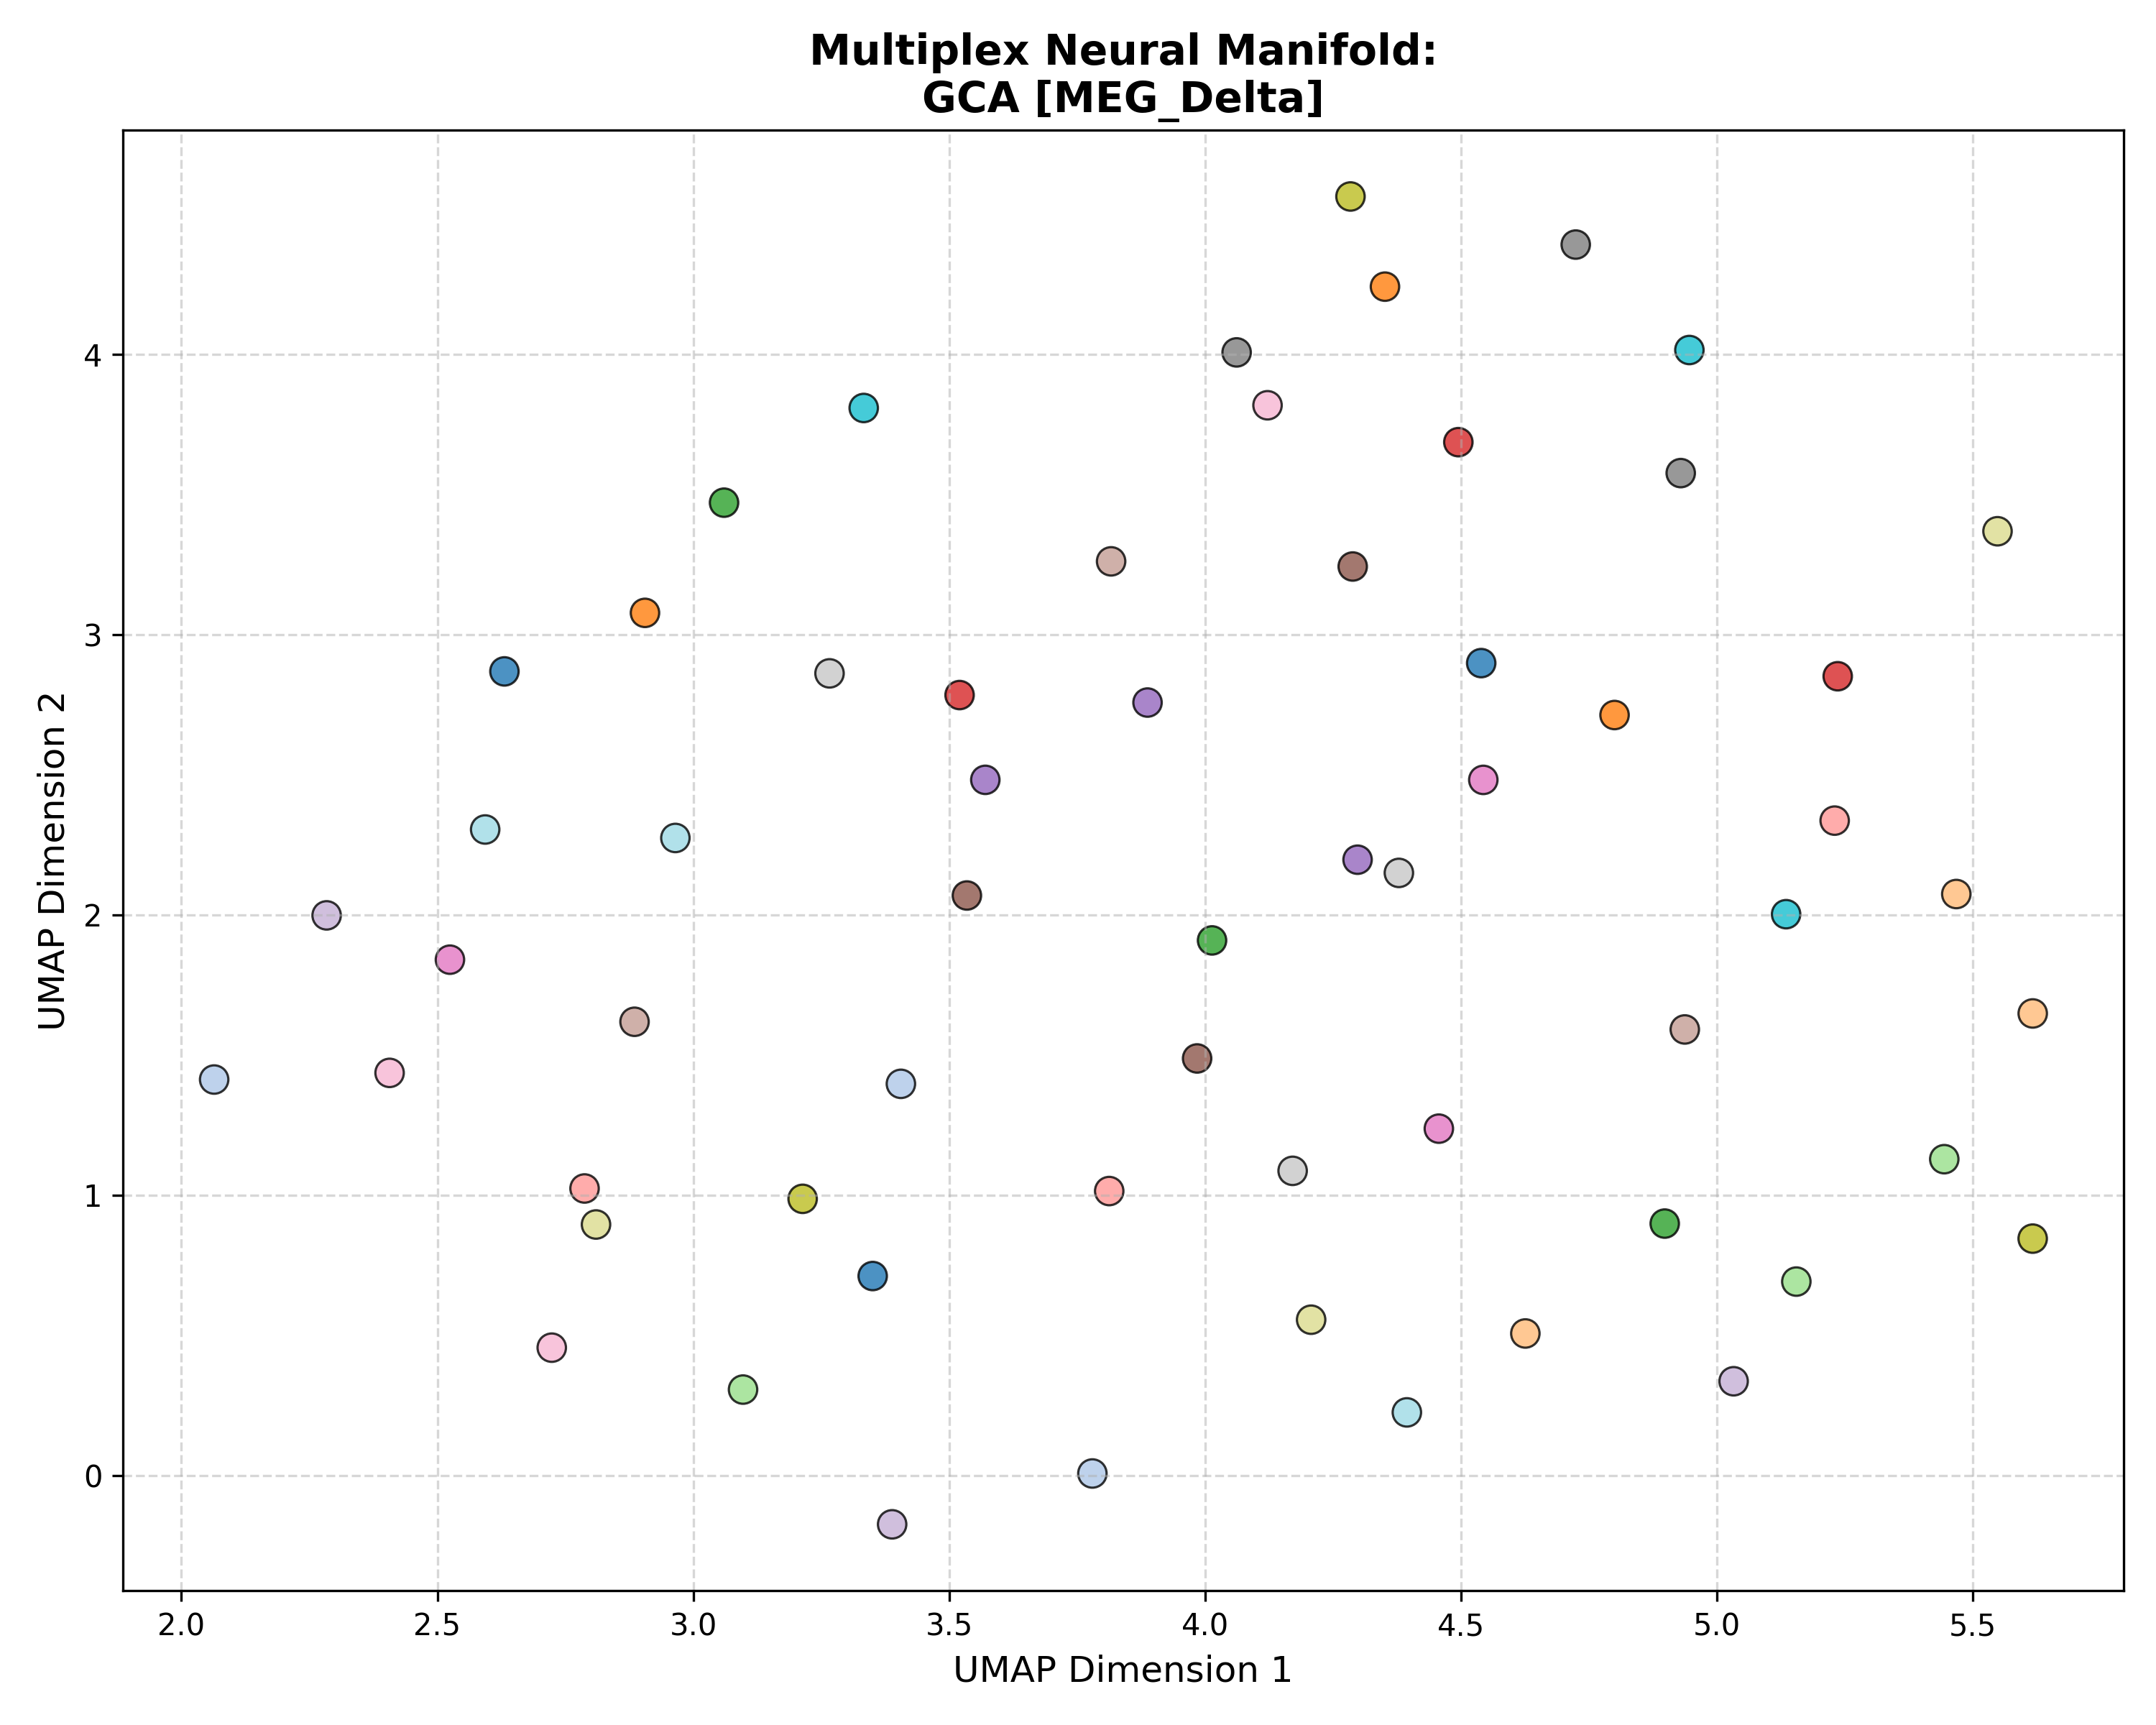 Multiplex Neural Manifold:
GCA [MEG_Delta]
UMAP Dimension 2
4
3
2
1
0
2.0 2.5 3.0 3.5 4.0 4.5 5.0 5.5
UMAP Dimension 1